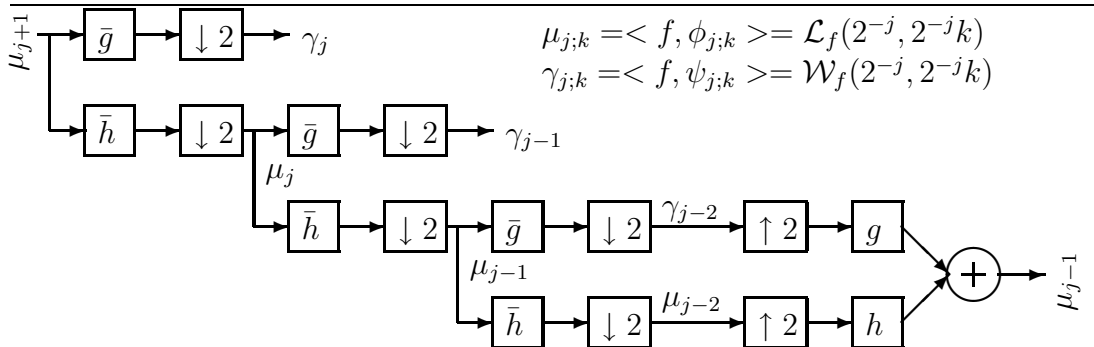 μ_{j+1} ḡ ↓ 2 γ_j
μ_{j;k} =< f, φ_{j;k} >= ℒ_f(2^{-j}, 2^{-j}k)
γ_{j;k} =< f, ψ_{j;k} >= 𝒲_f(2^{-j}, 2^{-j}k)
h̄ ↓ 2 ḡ ↓ 2 γ_{j-1}
μ_j
h̄ ↓ 2 ḡ ↓ 2 γ_{j-2} ↑ 2 g
μ_{j-1} + μ_{j-1}
h̄ ↓ 2 μ_{j-2} ↑ 2 h